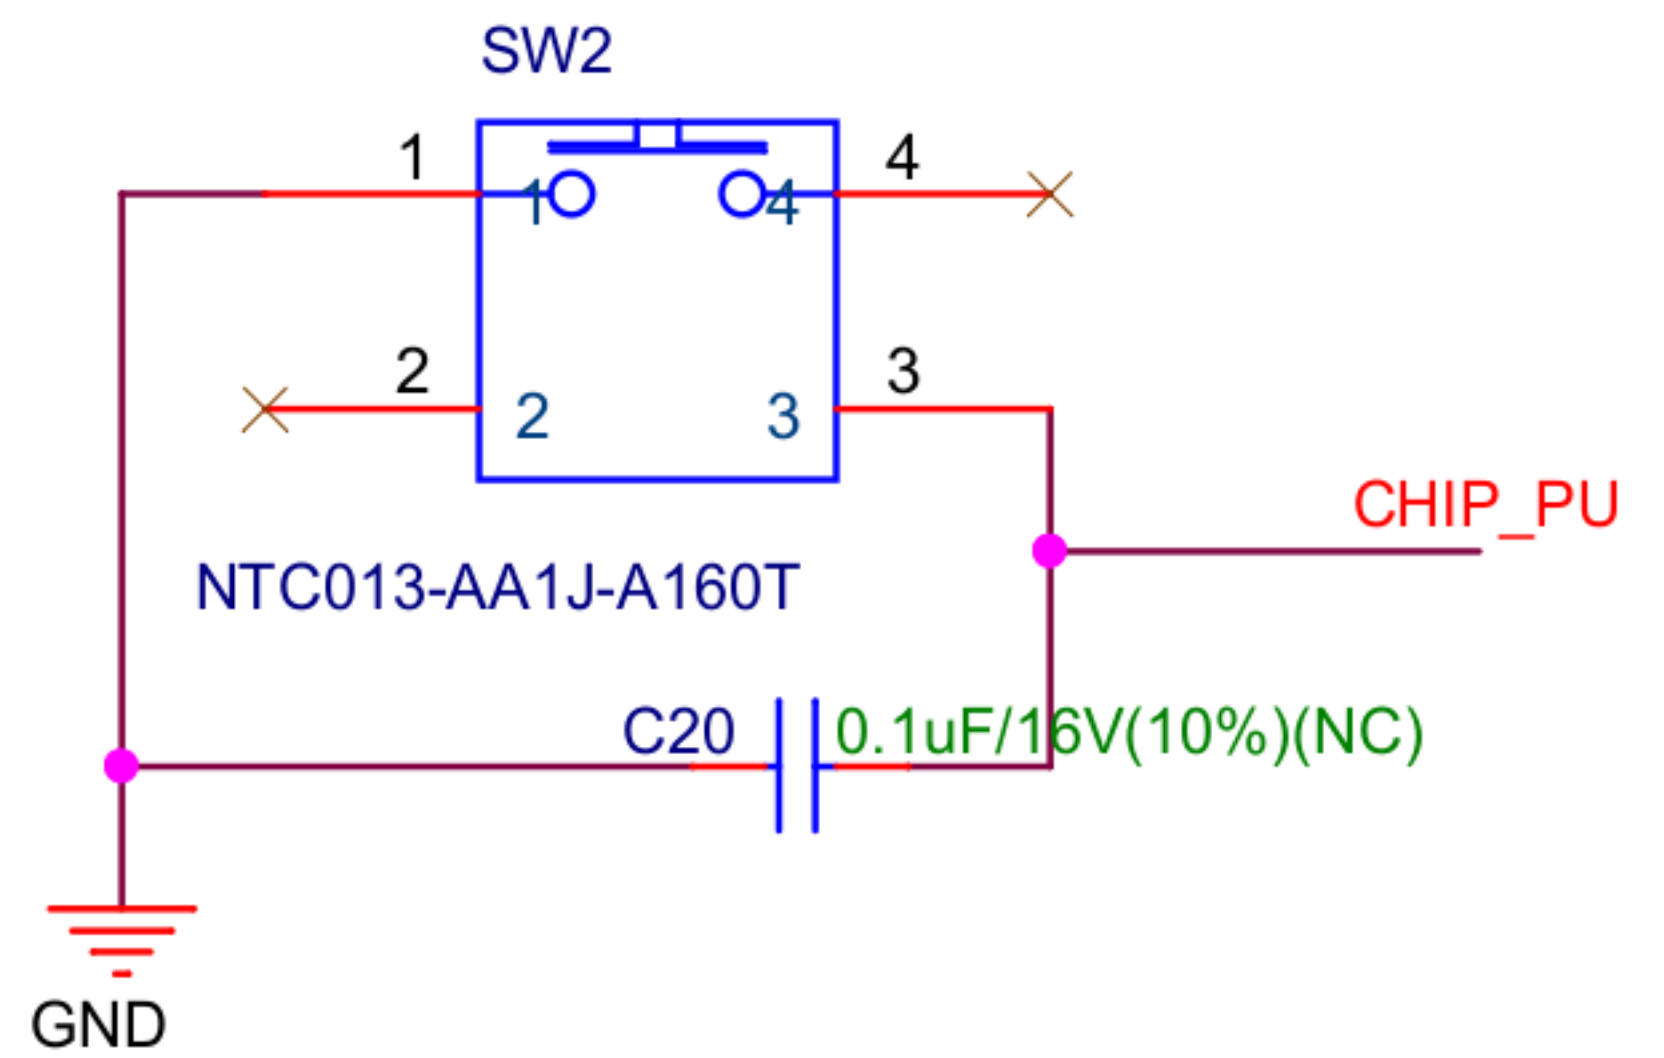 SW2
1
4
1
4
2
3
2
3
CHIP_PU
NTC013-AA1J-A160T
C20
0.1uF/16V(10%)(NC)
GND